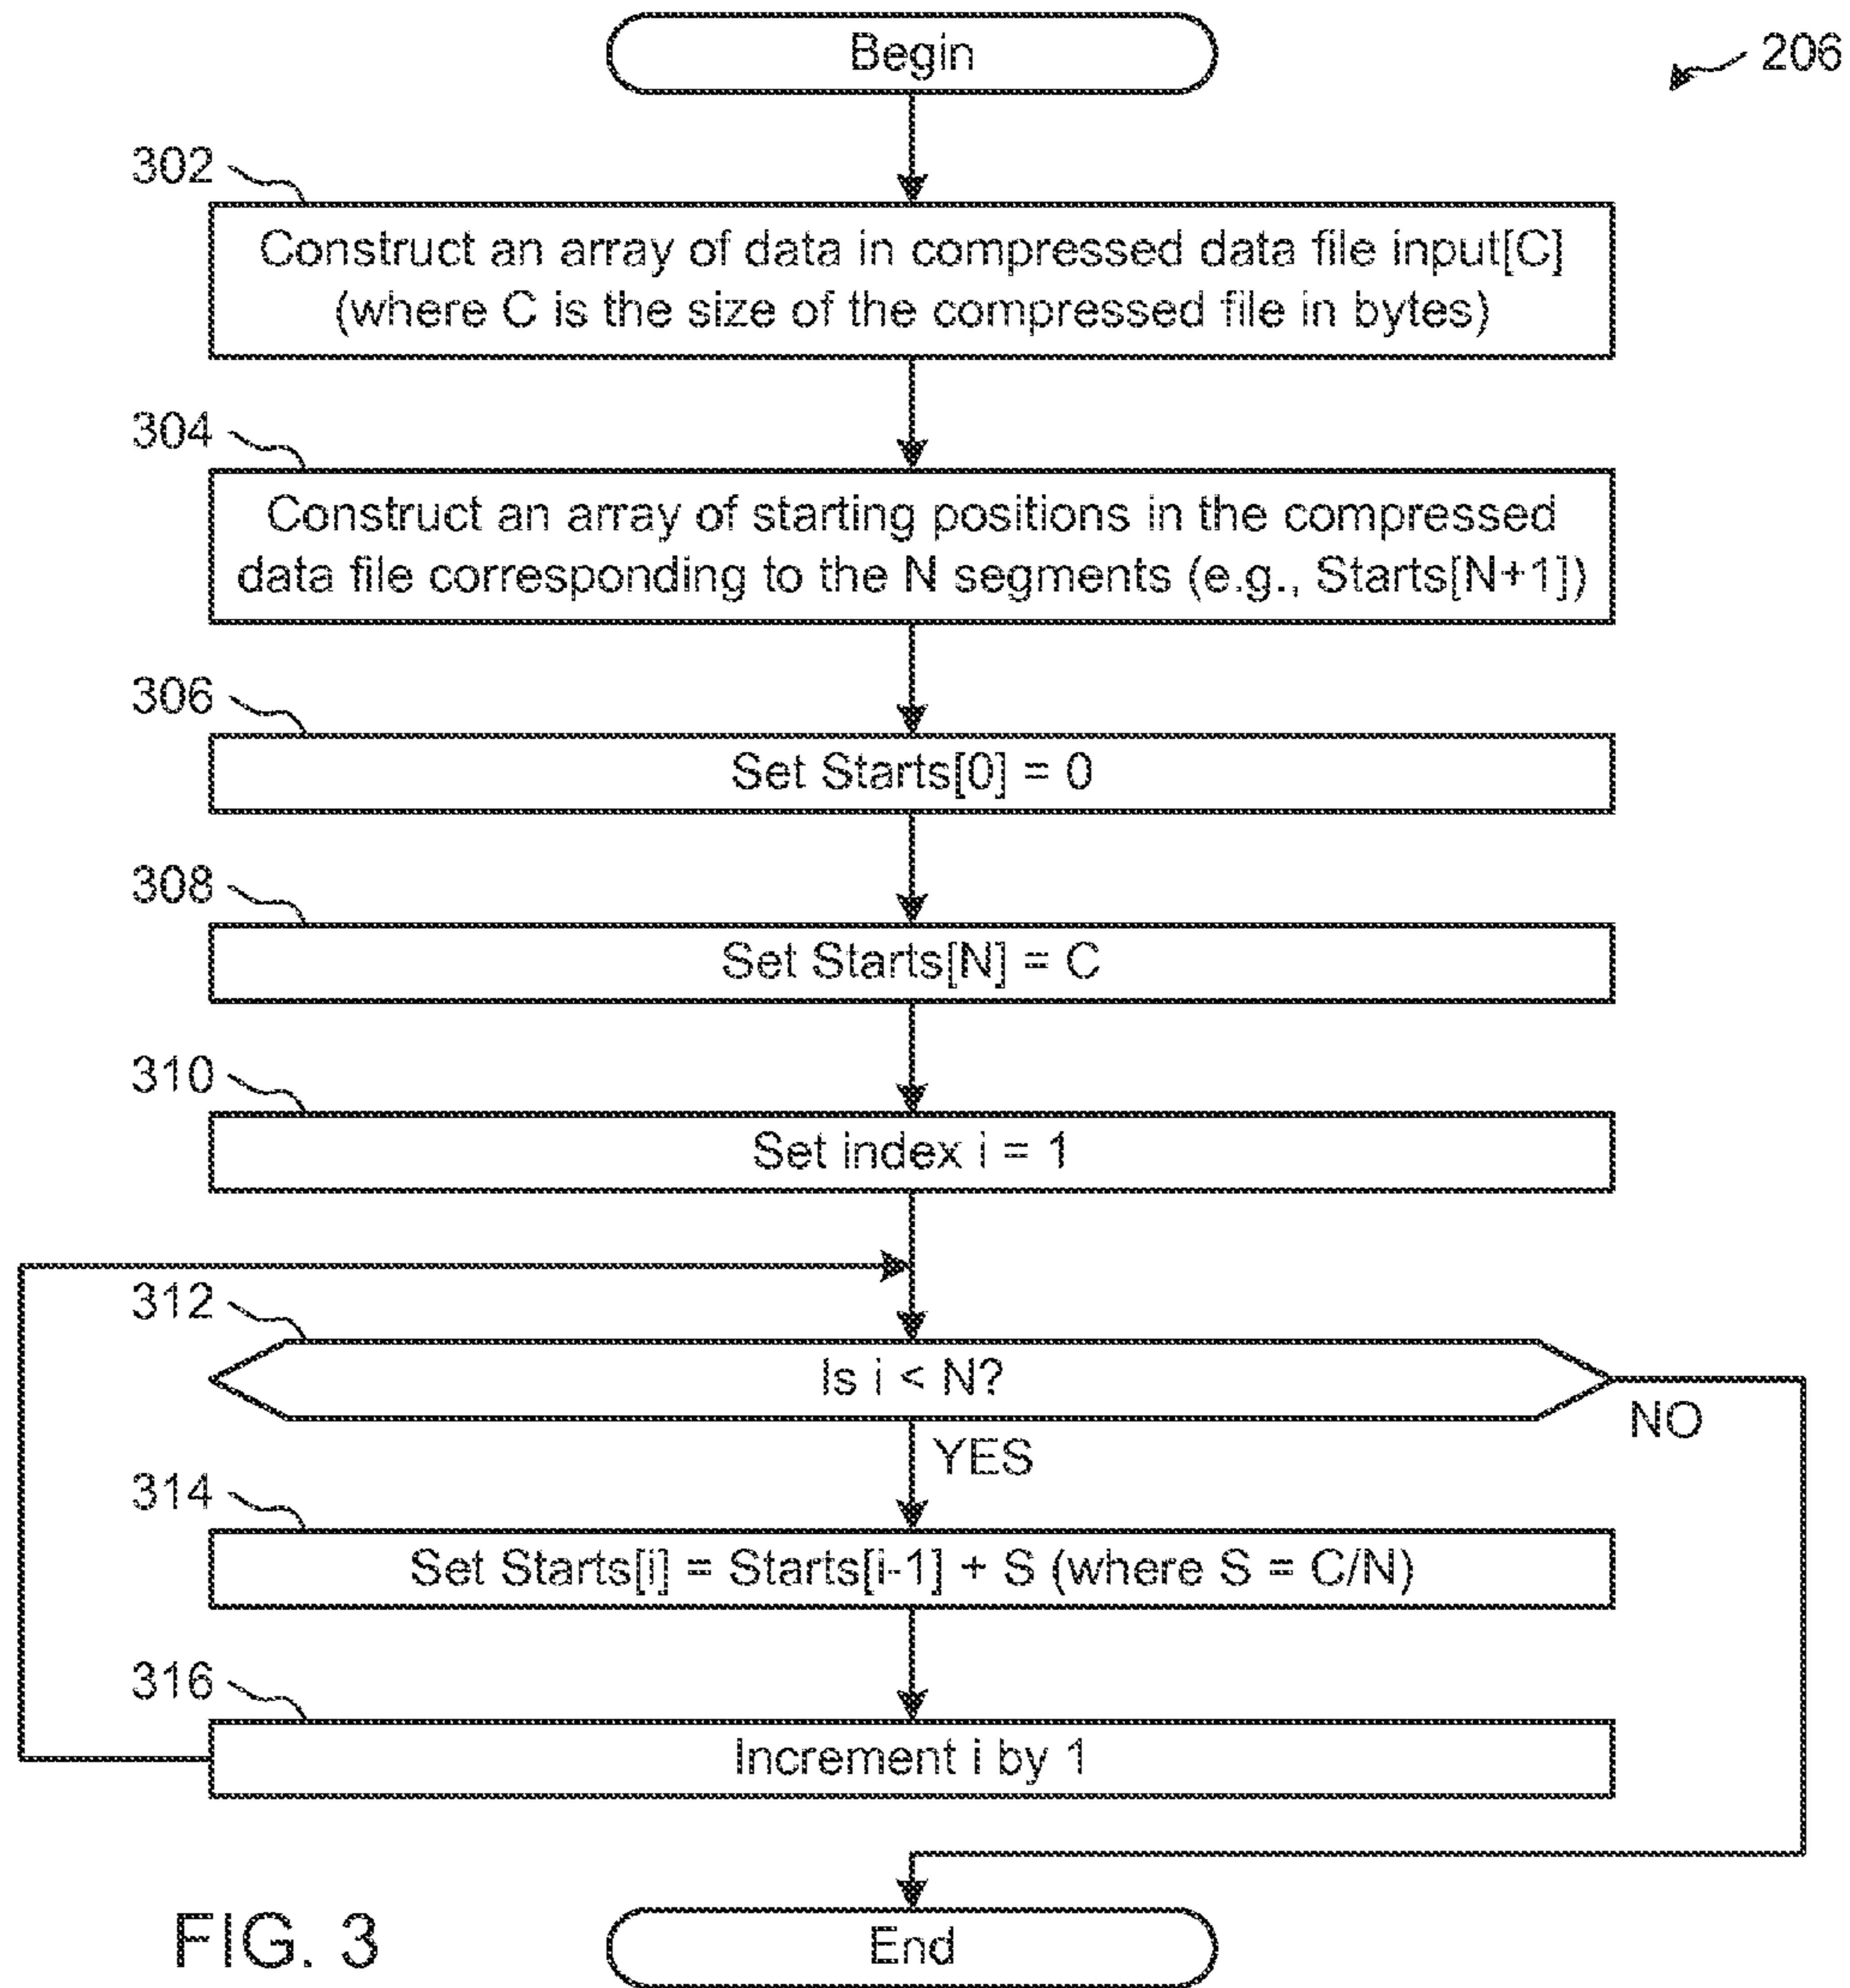 Begin
206
302
Construct an array of data in compressed data file input[C]
(where C is the size of the compressed file in bytes)
304
Construct an array of starting positions in the compressed
data file corresponding to the N segments (e.g., Starts[N+1])
306
Set Starts[0] = 0
308
Set Starts[N] = C
310
Set index i = 1
312
Is i < N?
NO
YES
314
Set Starts[i] = Starts[i-1] + S (where S = C/N)
316
Increment i by 1
End
FIG. 3